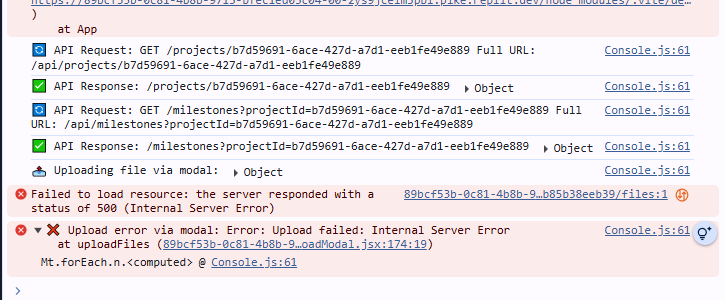 )
at App
API Request: GET /projects/b7d59691-6ace-427d-a7d1-eeb1fe49e889 Full URL: Console.js:61
/api/projects/b7d59691-6ace-427d-a7d1-eeb1fe49e889
API Response: /projects/b7d59691-6ace-427d-a7d1-eeb1fe49e889 ▶ Object Console.js:61
API Request: GET /milestones?projectId=b7d59691-6ace-427d-a7d1-eeb1fe49e889 Full Console.js:61
URL: /api/milestones?projectId=b7d59691-6ace-427d-a7d1-eeb1fe49e889
API Response: /milestones?projectId=b7d59691-6ace-427d-a7d1-eeb1fe49e889 ▶ Object Console.js:61
Uploading file via modal: ▶ Object Console.js:61
Failed to load resource: the server responded with a 89bcf53b-0c81-4b8b-9…b85b38eeb39/files:1
status of 500 (Internal Server Error)
▼ ❌ Upload error via modal: Error: Upload failed: Internal Server Error Console.js:61
at uploadFiles (89bcf53b-0c81-4b8b-9…oadModal.jsx:174:19)
Mt.forEach.n.<computed> @ Console.js:61
>